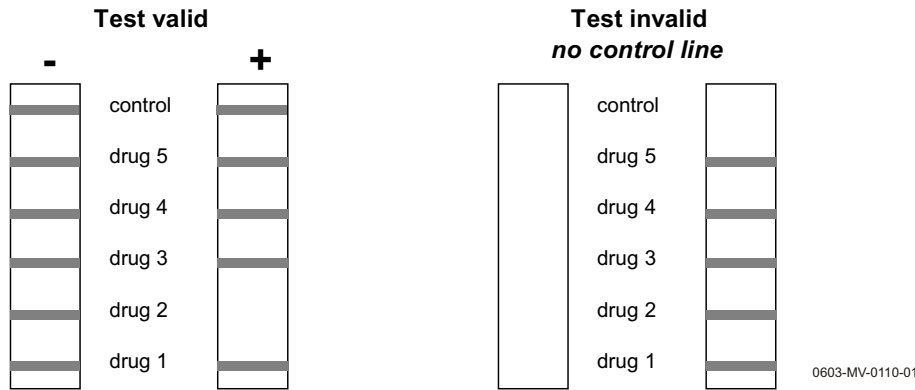 Test valid
Test invalid
no control line
- +
control
control
drug 5
drug 5
drug 4
drug 4
drug 3
drug 3
drug 2
drug 2
drug 1
drug 1
0603-MV-0110-01